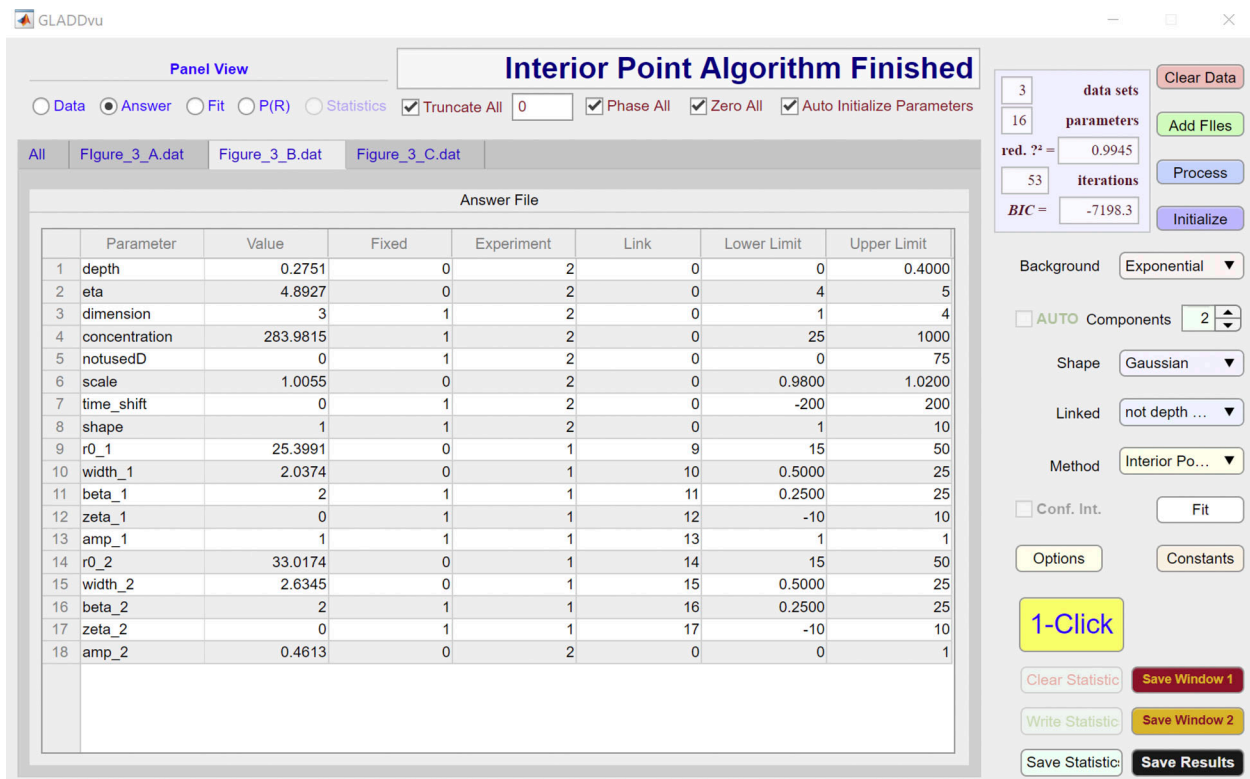 GLADDvu
Panel View
Interior Point Algorithm Finished
Data Answer Fit P(R) Statistics Truncate All 0 Phase All Zero All Auto Initialize Parameters
All FIgure_3_A.dat Figure_3_B.dat Figure_3_C.dat
Answer File
Parameter Value Fixed Experiment Link Lower Limit Upper Limit
1 depth 0.2751 0 2 0 0 0.4000
2 eta 4.8927 0 2 0 4 5
3 dimension 3 1 2 0 1 4
4 concentration 283.9815 1 2 0 25 1000
5 notusedD 0 1 2 0 0 75
6 scale 1.0055 0 2 0 0.9800 1.0200
7 time_shift 0 1 2 0 -200 200
8 shape 1 1 2 0 1 10
9 r0_1 25.3991 0 1 9 15 50
10 width_1 2.0374 0 1 10 0.5000 25
11 beta_1 2 1 1 11 0.2500 25
12 zeta_1 0 1 1 12 -10 10
13 amp_1 1 1 1 13 1 1
14 r0_2 33.0174 0 1 14 15 50
15 width_2 2.6345 0 1 15 0.5000 25
16 beta_2 2 1 1 16 0.2500 25
17 zeta_2 0 1 1 17 -10 10
18 amp_2 0.4613 0 2 0 0 1
3 data sets
16 parameters
red. ?² = 0.9945
53 iterations
BIC = -7198.3
Clear Data
Add FIles
Process
Initialize
Background Exponential
AUTO Components 2
Shape Gaussian
Linked not depth ...
Method Interior Po...
Conf. Int. Fit
Options Constants
1-Click
Clear Statistic Save Window 1
Write Statistic Save Window 2
Save Statistic Save Results